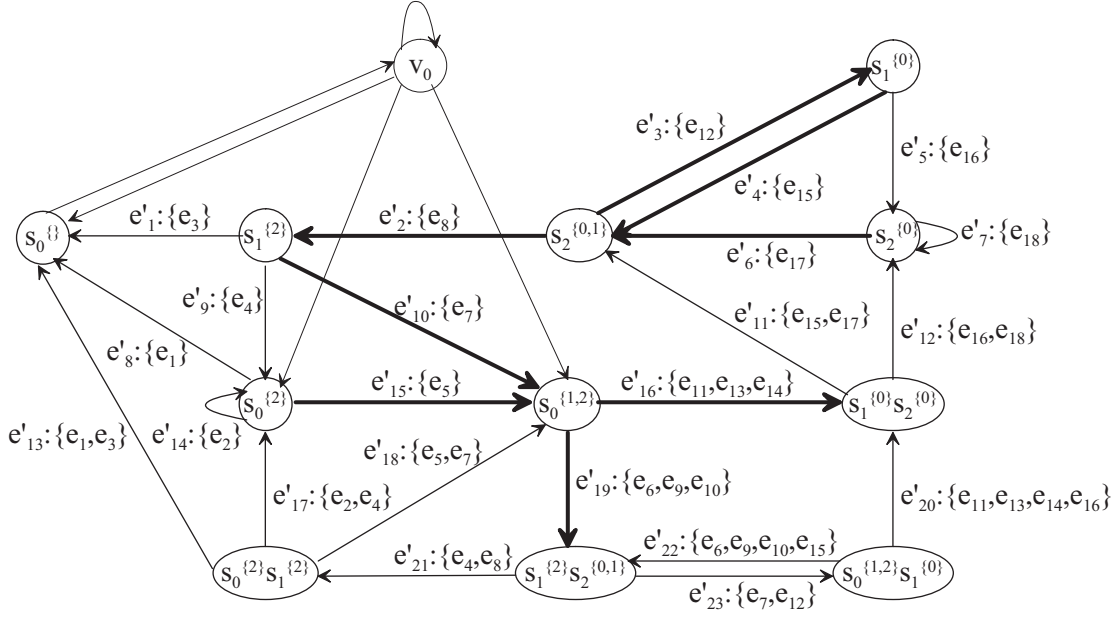 v₀
s₁^{0}
e'₃:{e₁₂}
e'₅:{e₁₆}
e'₄:{e₁₅}
e'₁:{e₃}
e'₂:{e₈}
s₀^{}
s₁^{2}
s₂^{0,1}
s₂^{0}
e'₇:{e₁₈}
e'₆:{e₁₇}
e'₉:{e₄}
e'₁₀:{e₇}
e'₁₁:{e₁₅,e₁₇}
e'₁₂:{e₁₆,e₁₈}
e'₈:{e₁}
e'₁₅:{e₅}
e'₁₆:{e₁₁,e₁₃,e₁₄}
s₀^{2}
s₀^{1,2}
s₁^{0}s₂^{0}
e'₁₃:{e₁,e₃}
e'₁₄:{e₂}
e'₁₈:{e₅,e₇}
e'₁₉:{e₆,e₉,e₁₀}
e'₁₇:{e₂,e₄}
e'₂₀:{e₁₁,e₁₃,e₁₄,e₁₆}
e'₂₁:{e₄,e₈}
e'₂₂:{e₆,e₉,e₁₀,e₁₅}
s₀^{2}s₁^{2}
s₁^{2}s₂^{0,1}
s₀^{1,2}s₁^{0}
e'₂₃:{e₇,e₁₂}